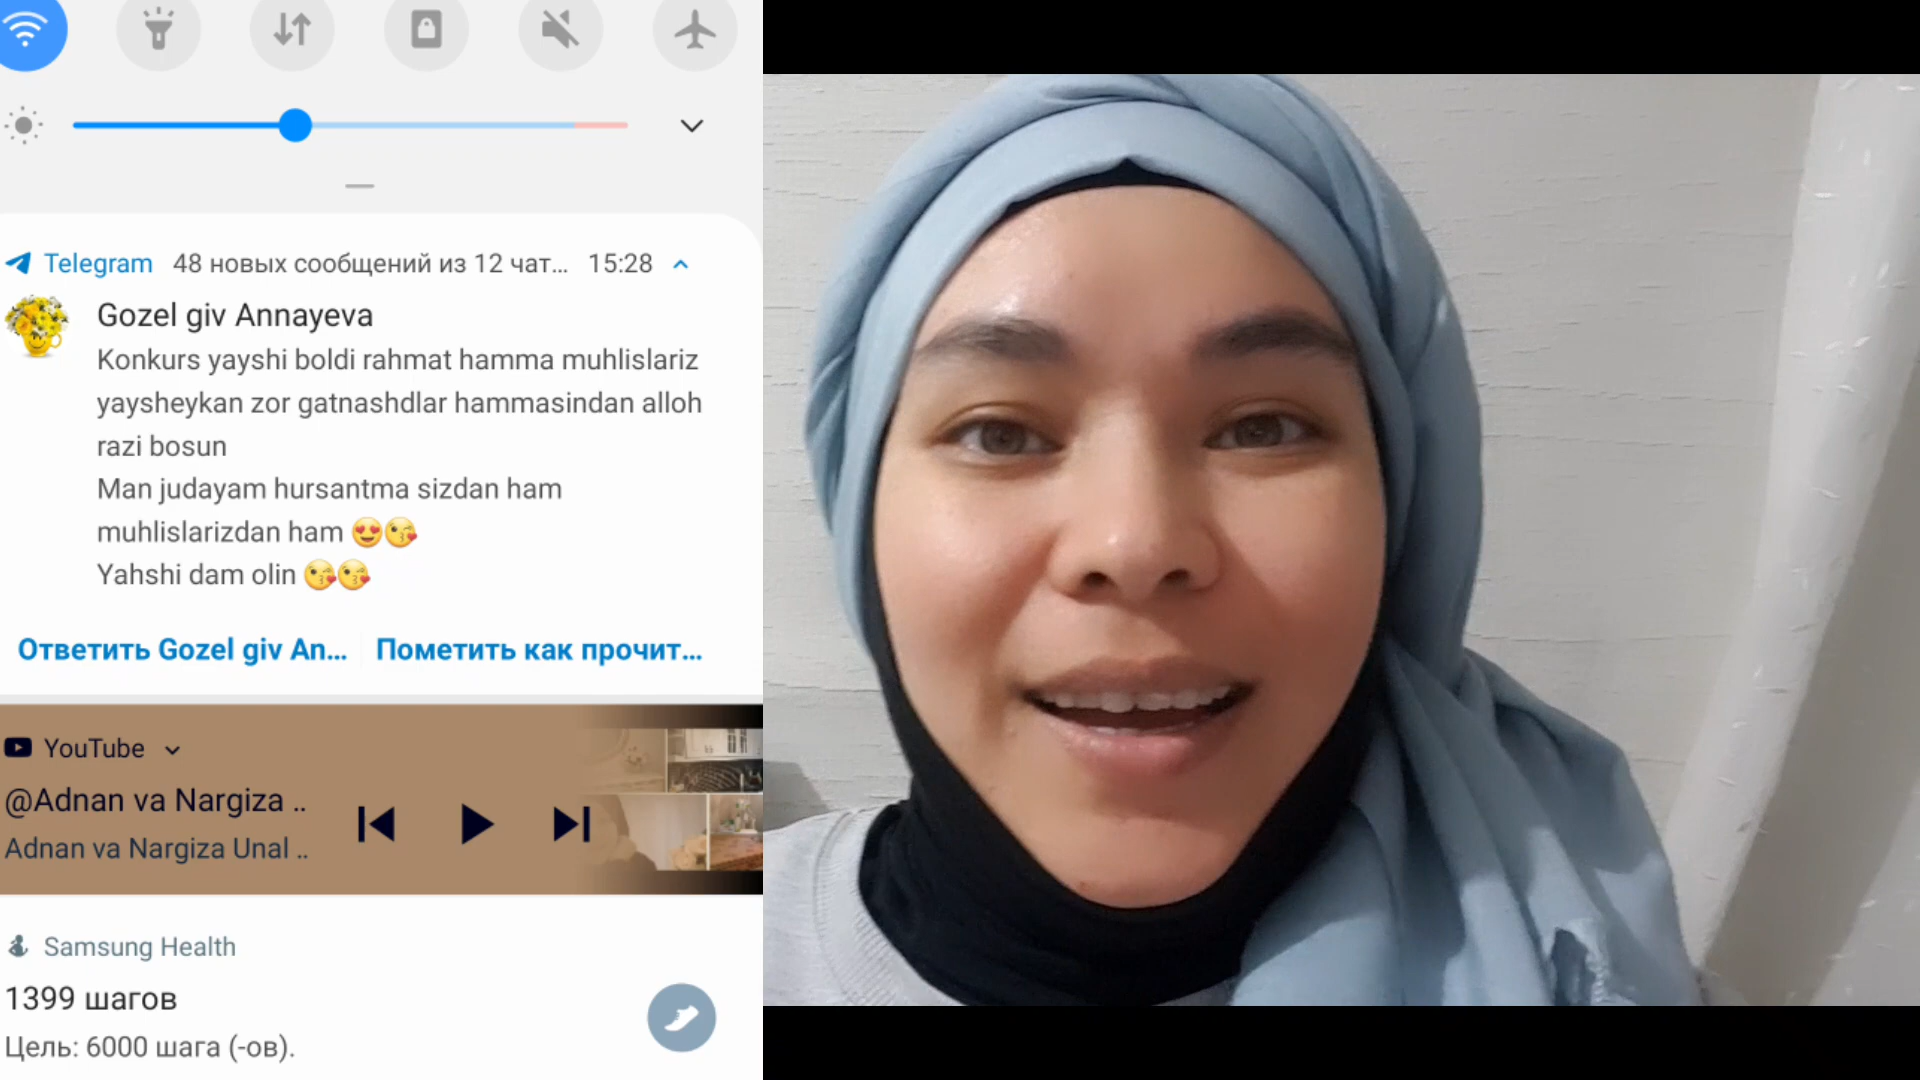 Telegram 48 новых сообщений из 12 чат... 15:28
Gozel giv Annayeva
Konkurs yayshi boldi rahmat hamma muhlislariz
yaysheykan zor gatnashdlar hammasindan alloh
razi bosun
Man judayam hursantma sizdan ham
muhlislarizdan ham 😍😘
Yahshi dam olin 😘😘
Ответить Gozel giv An... Пометить как прочит...
YouTube
@Adnan va Nargiza ..
Adnan va Nargiza Unal ..
Samsung Health
1399 шагов
Цель: 6000 шага (-ов).